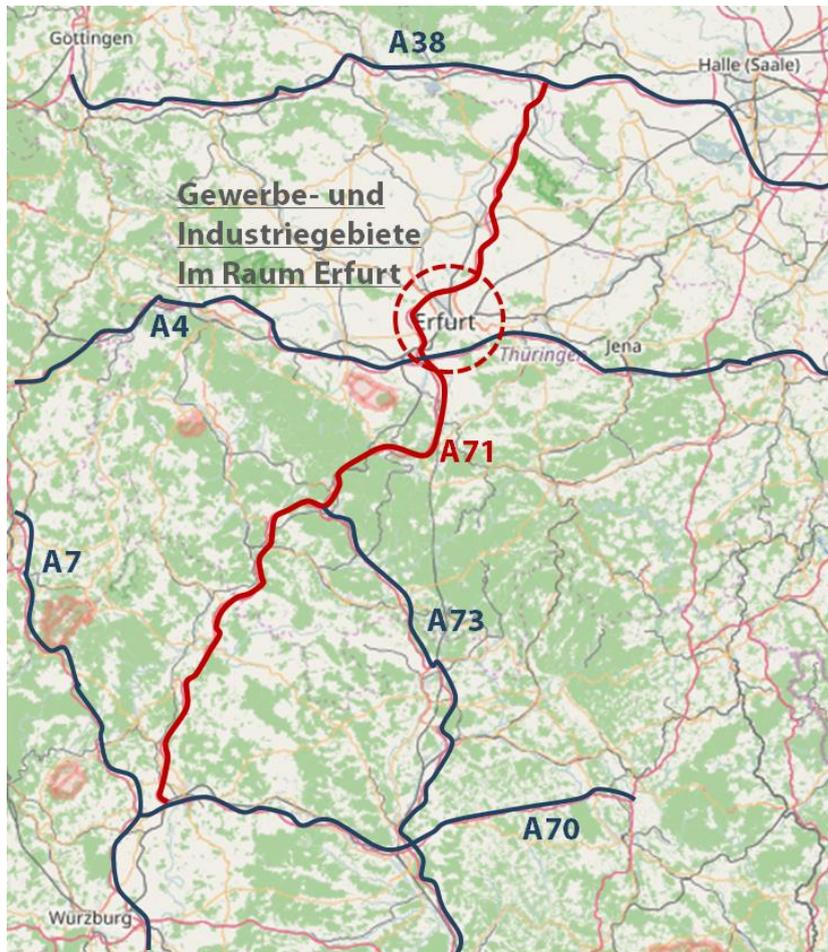 Göttingen
A38
Halle (Saale)
Gewerbe- und
Industriegebiete
Im Raum Erfurt
A4
Erfurt
Thüringen
Jena
A71
A7
A73
A70
Würzburg